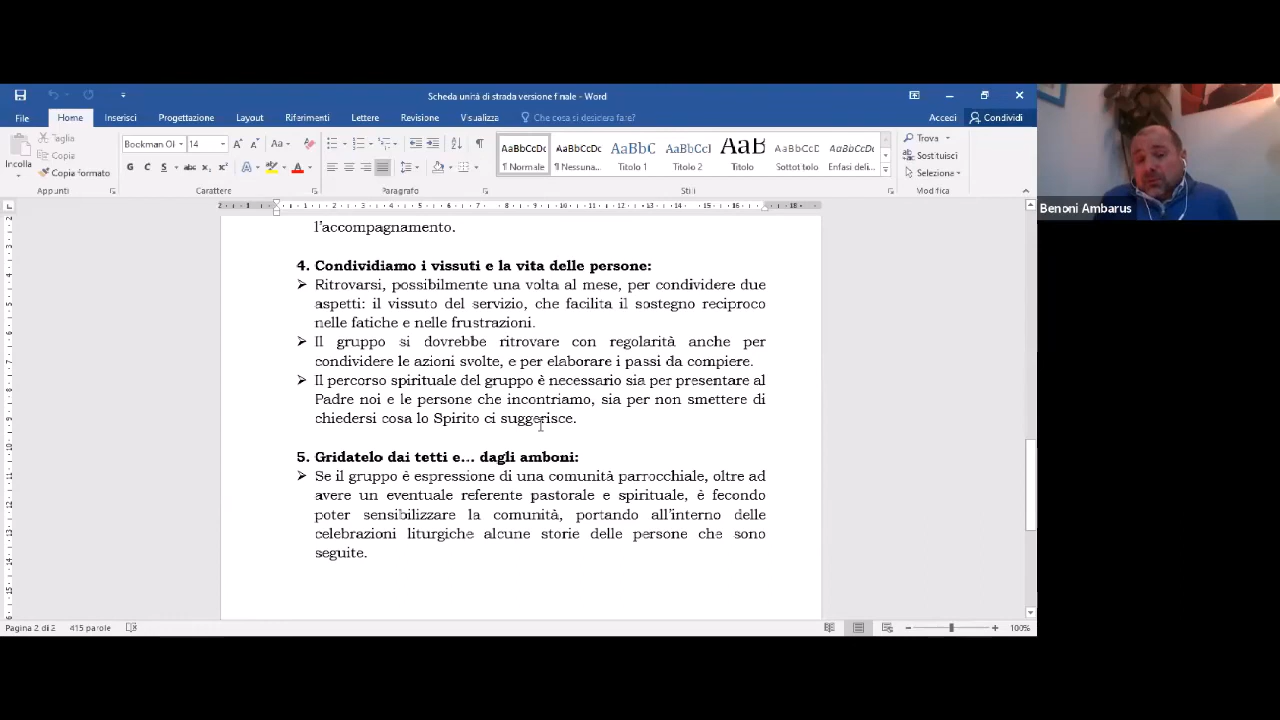 Scheda unità di strada versione finale - Word
File Home Inserisci Progettazione Layout Riferimenti Lettere Revisione Visualizza Che cosa si desidera fare? Accedi Condividi
Incolla
Taglia
Copia
Copia formato
Appunti
Bookman Ol 14
G C S abc x₂ x²
Carattere
Paragrafo
AaBbCcDc AaBbCcDc AaBbC AaBbCcI AaB AaBbCcD AaBbCcDc
¶ Normale ¶ Nessuna... Titolo 1 Titolo 2 Titolo Sottotitolo Enfasi deli...
Stili
Trova
Sostituisci
Seleziona
Modifica
l'accompagnamento.
4. Condividiamo i vissuti e la vita delle persone:
➢ Ritrovarsi, possibilmente una volta al mese, per condividere due
aspetti: il vissuto del servizio, che facilita il sostegno reciproco
nelle fatiche e nelle frustrazioni.
➢ Il gruppo si dovrebbe ritrovare con regolarità anche per
condividere le azioni svolte, e per elaborare i passi da compiere.
➢ Il percorso spirituale del gruppo è necessario sia per presentare al
Padre noi e le persone che incontriamo, sia per non smettere di
chiedersi cosa lo Spirito ci suggerisce.
5. Gridatelo dai tetti e... dagli amboni:
➢ Se il gruppo è espressione di una comunità parrocchiale, oltre ad
avere un eventuale referente pastorale e spirituale, è fecondo
poter sensibilizzare la comunità, portando all'interno delle
celebrazioni liturgiche alcune storie delle persone che sono
seguite.
Pagina 2 di 2 415 parole 100%
Benoni Ambarus